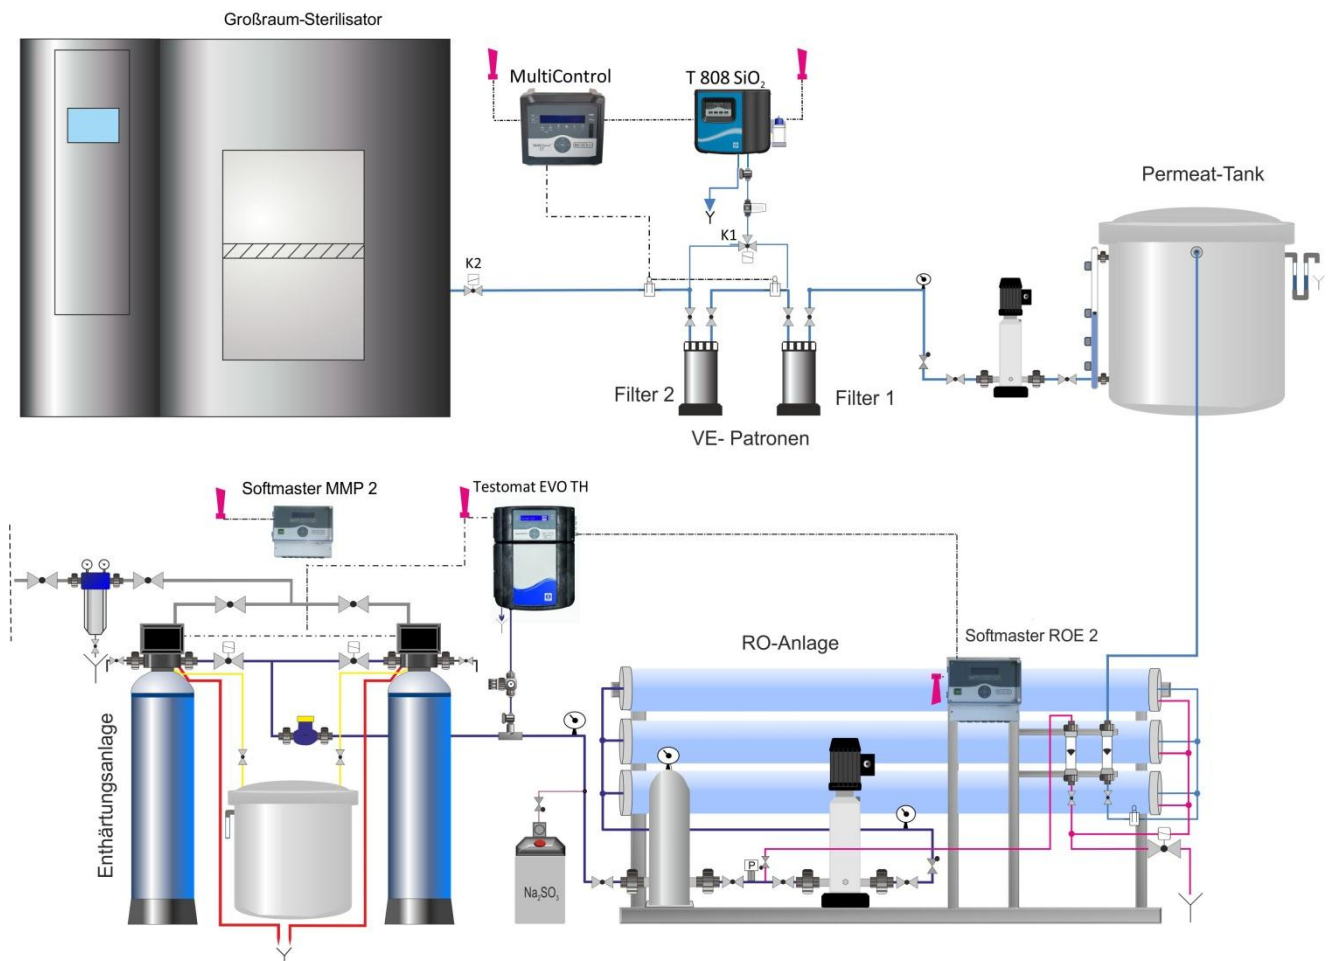 Großraum-Sterilisator
MultiControl
T 808 SiO₂
Permeat-Tank
K1
K2
Filter 2
Filter 1
VE- Patronen
Softmaster MMP 2
Testomat EVO TH
RO-Anlage
Softmaster ROE 2
Enthärtungsanlage
P
Na₂SO₃